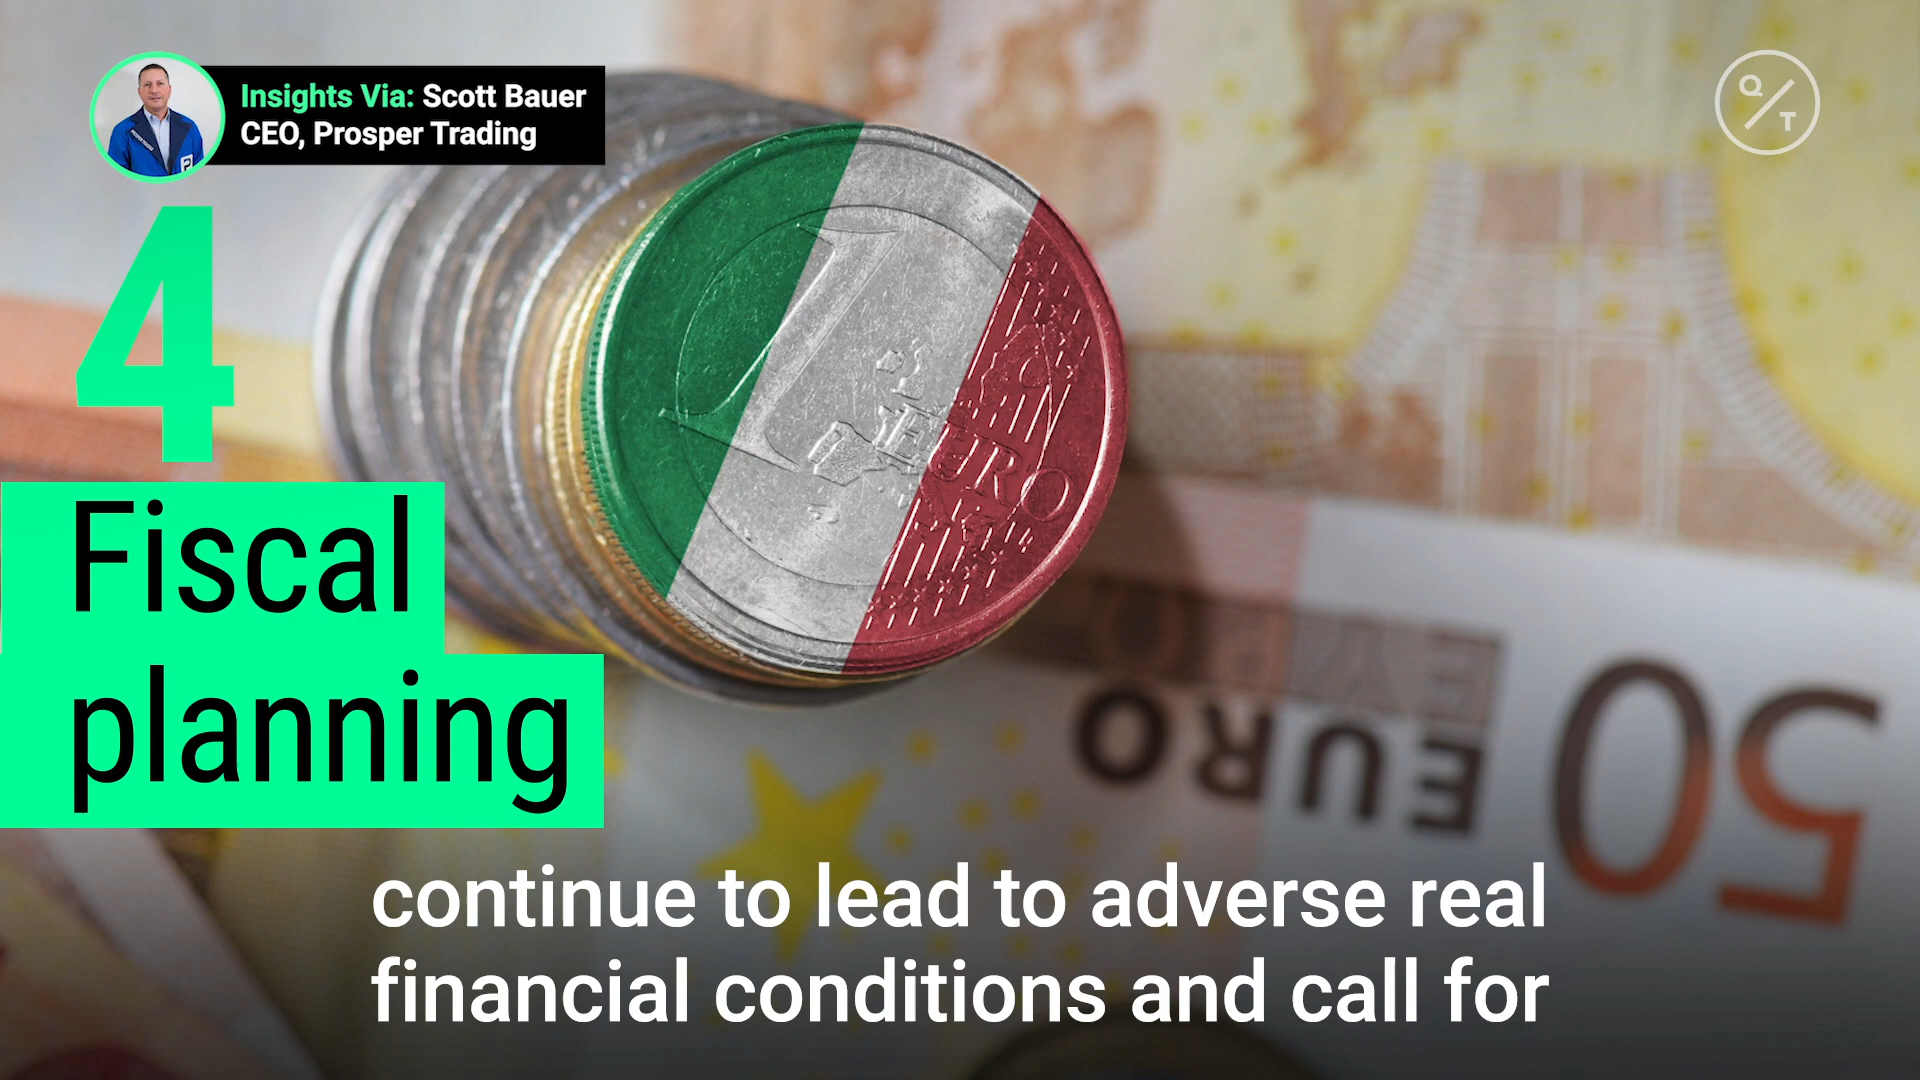 Insights Via: Scott Bauer
CEO, Prosper Trading
Q/T
4
Fiscal
planning
1
EURO
EURO
50
continue to lead to adverse real
financial conditions and call for